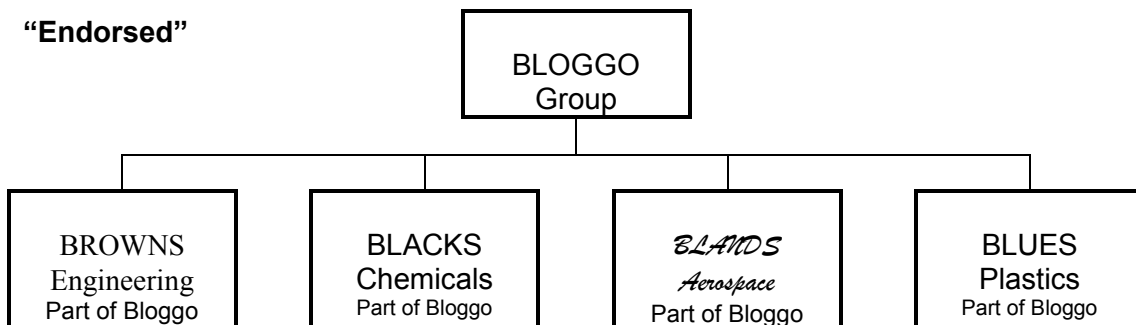 “Endorsed”
BLOGGO
Group
BROWNS
Engineering
Part of Bloggo
BLACKS
Chemicals
Part of Bloggo
BLANDS
Aerospace
Part of Bloggo
BLUES
Plastics
Part of Bloggo